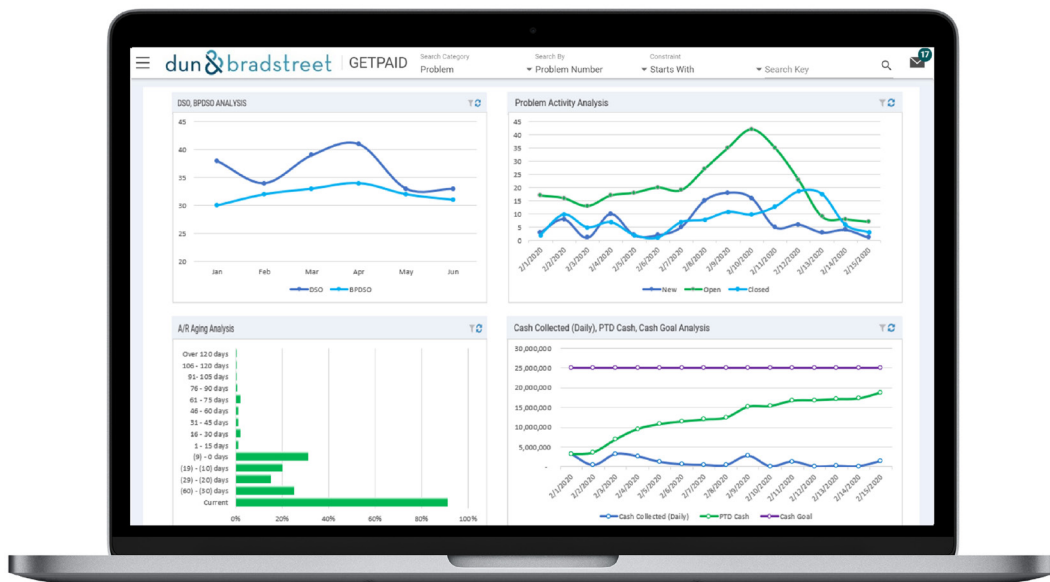 17
Search Category
Search By
Constraint
dun & bradstreet GETPAID
Problem
Problem Number
Starts With
Search Key
DSO, BPDSO ANALYSIS
45
40
35
30
25
20
Jan Feb Mar Apr May Jun
DSO BPDSO
Problem Activity Analysis
45
40
35
30
25
20
15
10
5
0
2/1/2020 2/2/2020 2/3/2020 2/4/2020 2/5/2020 2/6/2020 2/7/2020 2/8/2020 2/9/2020 2/10/2020 2/11/2020 2/12/2020 2/13/2020 2/14/2020 2/15/2020
New Open Closed
A/R Aging Analysis
Over 120 days
106 - 120 days
91- 105 days
76 - 90 days
61 - 75 days
46 - 60 days
31 - 45 days
16 - 30 days
1 - 15 days
(9) - 0 days
(19) - (10) days
(29) - (20) days
(60) - (30) days
Current
0% 20% 40% 60% 80% 100%
Cash Collected (Daily), PTD Cash, Cash Goal Analysis
30,000,000
25,000,000
20,000,000
15,000,000
10,000,000
5,000,000
-
2/1/2020 2/2/2020 2/3/2020 2/4/2020 2/5/2020 2/6/2020 2/7/2020 2/8/2020 2/9/2020 2/10/2020 2/11/2020 2/12/2020 2/13/2020 2/14/2020 2/15/2020
Cash Collected (Daily) PTD Cash Cash Goal